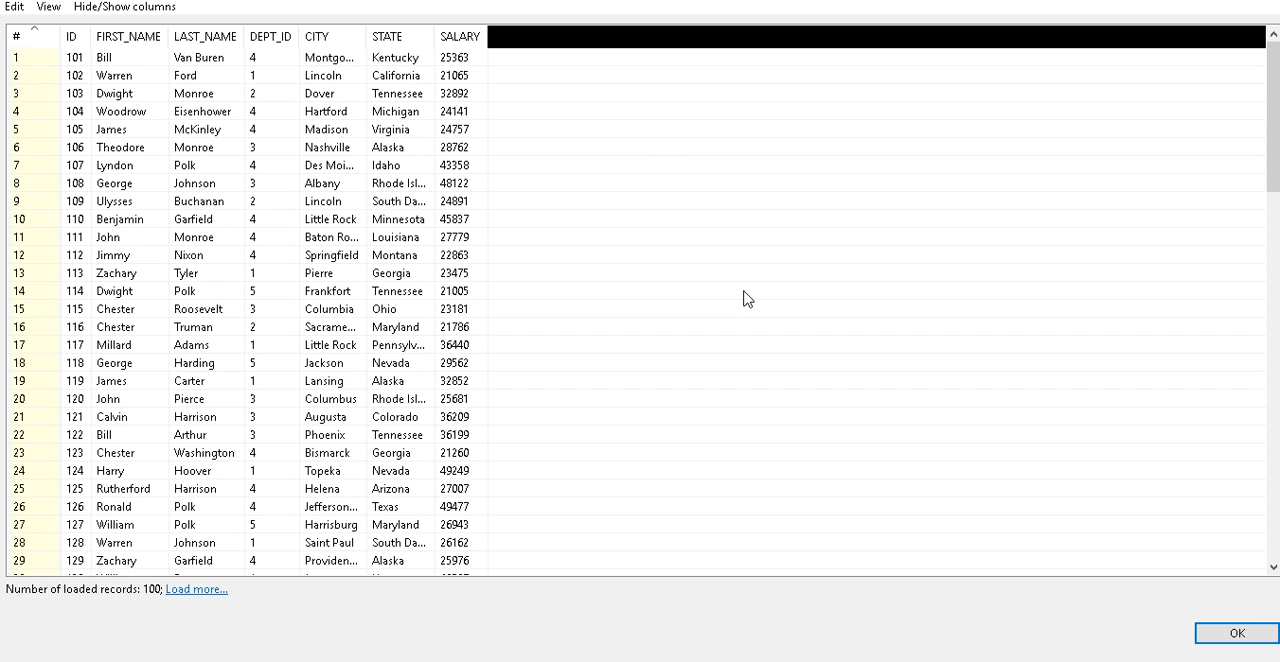 Edit View Hide/Show columns
# ID FIRST_NAME LAST_NAME DEPT_ID CITY STATE SALARY
1 101 Bill Van Buren 4 Montgo... Kentucky 25363
2 102 Warren Ford 1 Lincoln California 21065
3 103 Dwight Monroe 2 Dover Tennessee 32892
4 104 Woodrow Eisenhower 4 Hartford Michigan 24141
5 105 James McKinley 4 Madison Virginia 24757
6 106 Theodore Monroe 3 Nashville Alaska 28762
7 107 Lyndon Polk 4 Des Moi... Idaho 43358
8 108 George Johnson 3 Albany Rhode Isl... 48122
9 109 Ulysses Buchanan 2 Lincoln South Da... 24891
10 110 Benjamin Garfield 4 Little Rock Minnesota 45837
11 111 John Monroe 4 Baton Ro... Louisiana 27779
12 112 Jimmy Nixon 4 Springfield Montana 22863
13 113 Zachary Tyler 1 Pierre Georgia 23475
14 114 Dwight Polk 5 Frankfort Tennessee 21005
15 115 Chester Roosevelt 3 Columbia Ohio 23181
16 116 Chester Truman 2 Sacrame... Maryland 21786
17 117 Millard Adams 1 Little Rock Pennsylv... 36440
18 118 George Harding 5 Jackson Nevada 29562
19 119 James Carter 1 Lansing Alaska 32852
20 120 John Pierce 3 Columbus Rhode Isl... 25681
21 121 Calvin Harrison 3 Augusta Colorado 36209
22 122 Bill Arthur 3 Phoenix Tennessee 36199
23 123 Chester Washington 4 Bismarck Georgia 21260
24 124 Harry Hoover 1 Topeka Nevada 49249
25 125 Rutherford Harrison 4 Helena Arizona 27007
26 126 Ronald Polk 4 Jefferson... Texas 49477
27 127 William Polk 5 Harrisburg Maryland 26943
28 128 Warren Johnson 1 Saint Paul South Da... 26162
29 129 Zachary Garfield 4 Providen... Alaska 25976
Number of loaded records: 100; Load more...
OK